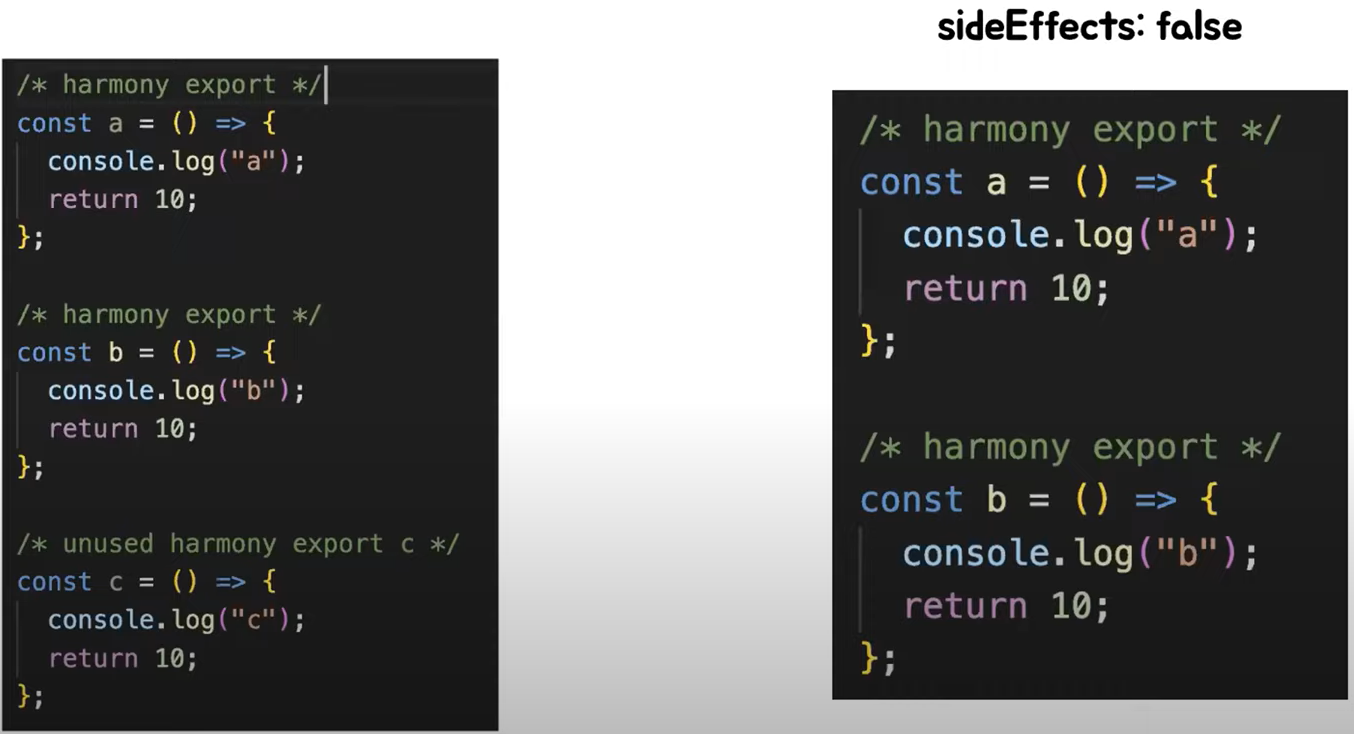 sideEffects: false
/* harmony export */
const a = () => {
  console.log("a");
  return 10;
};
/* harmony export */
const b = () => {
  console.log("b");
  return 10;
};
/* unused harmony export c */
const c = () => {
  console.log("c");
  return 10;
};
/* harmony export */
const a = () => {
  console.log("a");
  return 10;
};
/* harmony export */
const b = () => {
  console.log("b");
  return 10;
};